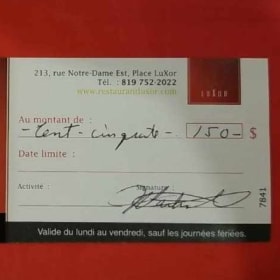 213, rue Notre-Dame Est, Place LuXor
Tél. : 819 752-2022
www.restaurantluxor.com
LUXOR
Au montant de :
-Cent - cinquante- -150- $
Date limite :
Activité : Signature :
7841
Valide du lundi au vendredi, sauf les journées fériées.